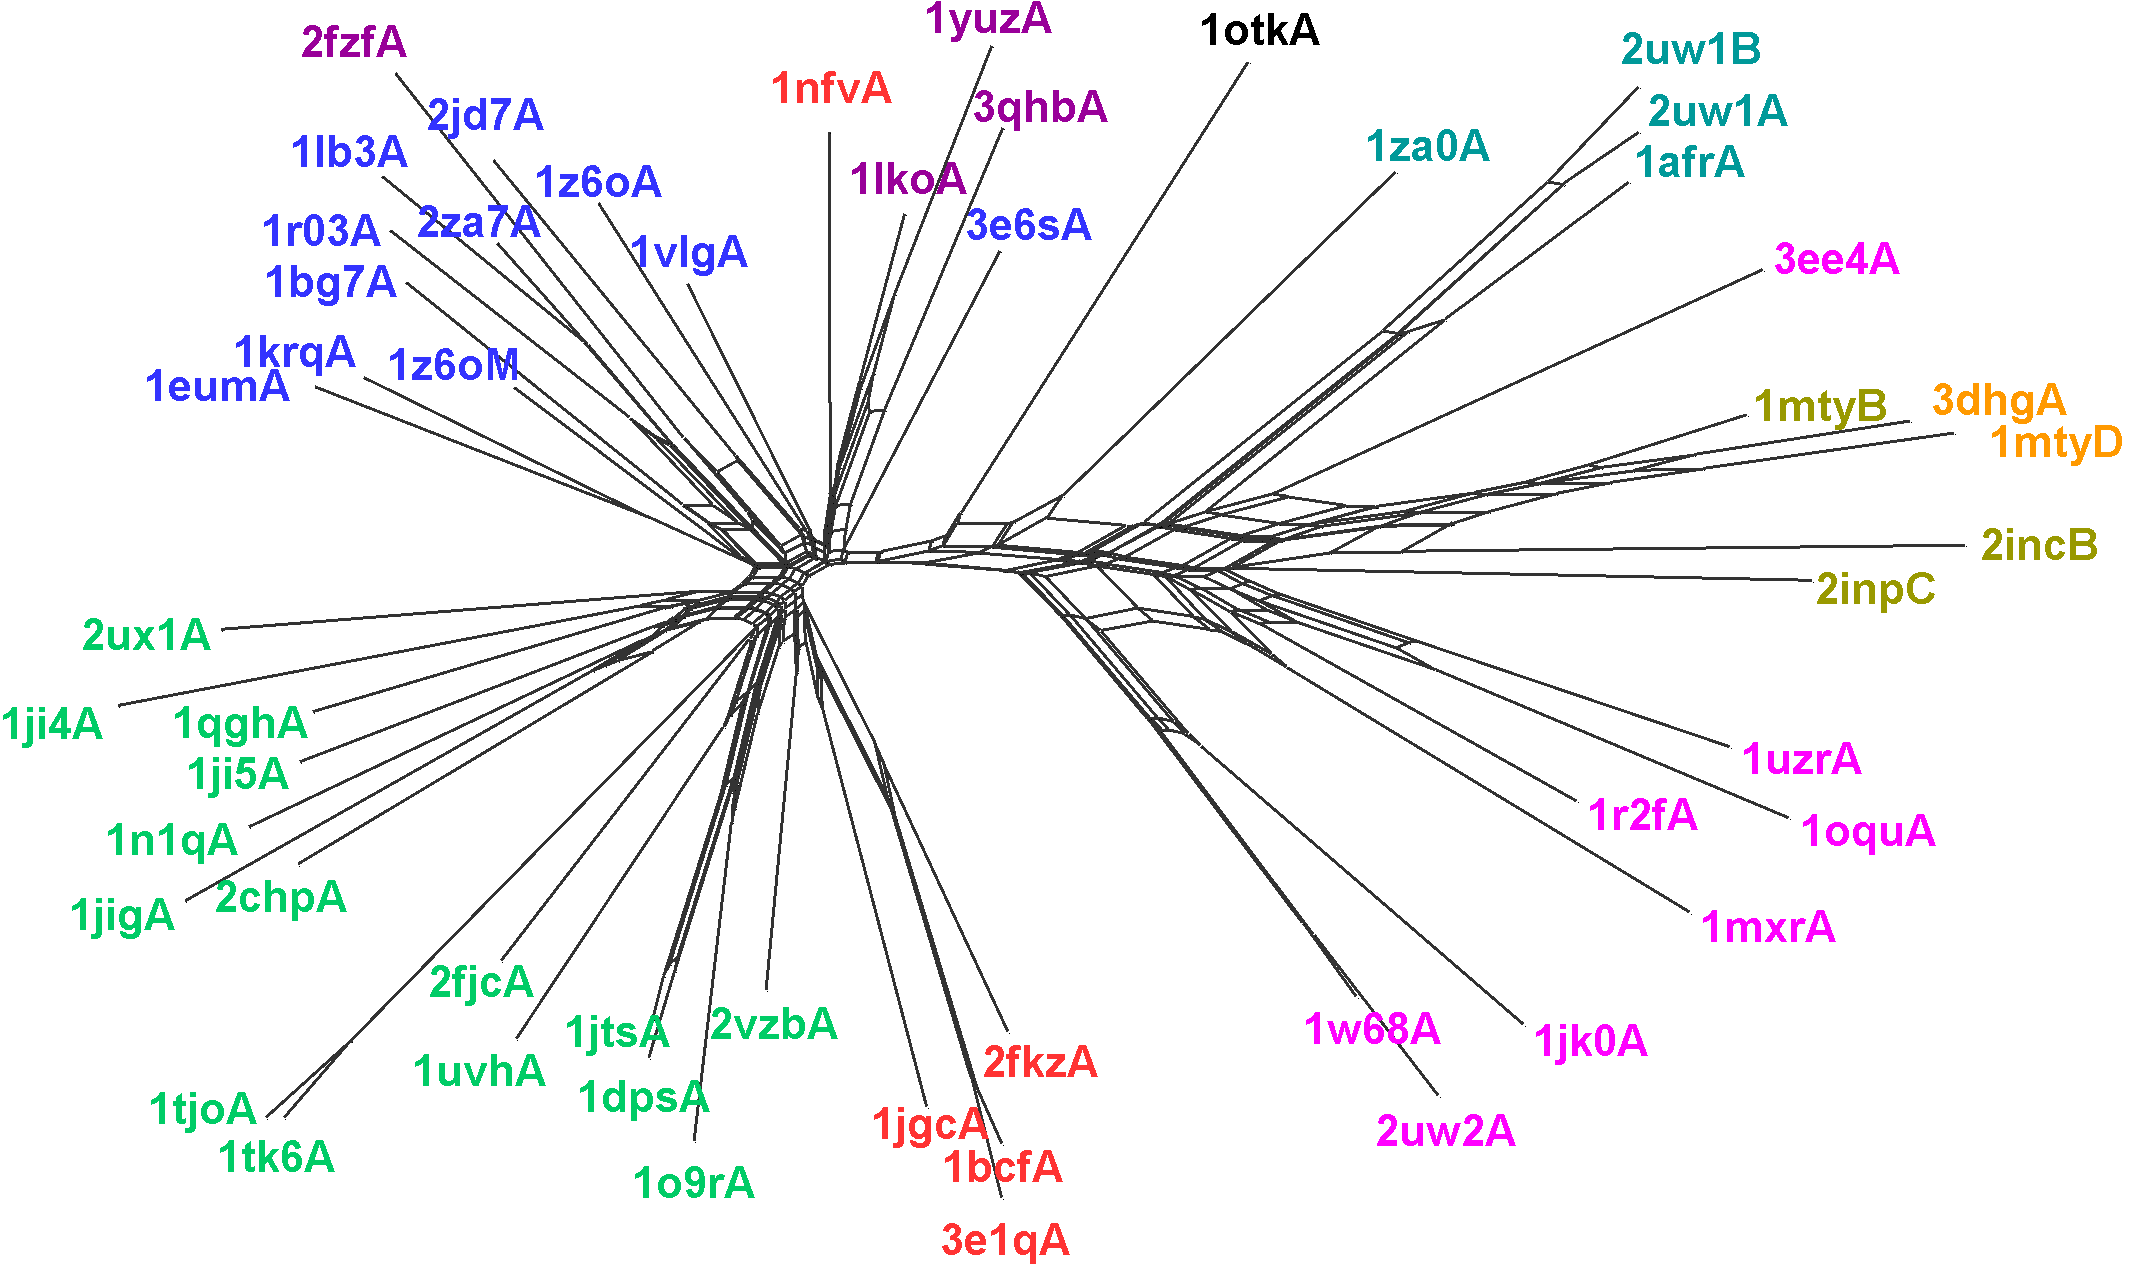 1yuzA
1otkA
2fzfA
2uw1B
1nfvA
3qhbA
2jd7A
2uw1A
1lb3A
1za0A
1afrA
1z6oA
1lkoA
2za7A
3e6sA
1r03A
1vlgA
3ee4A
1bg7A
1krqA
1z6oM
1eumA
1mtyB
3dhgA
1mtyD
2incB
2inpC
2ux1A
1ji4A
1qghA
1ji5A
1uzrA
1n1qA
1r2fA
1oquA
2chpA
1jigA
1mxrA
2fjcA
1jtsA
2vzbA
1w68A
1jk0A
1uvhA
2fkzA
1dpsA
1tjoA
1jgcA
2uw2A
1tk6A
1bcfA
1o9rA
3e1qA